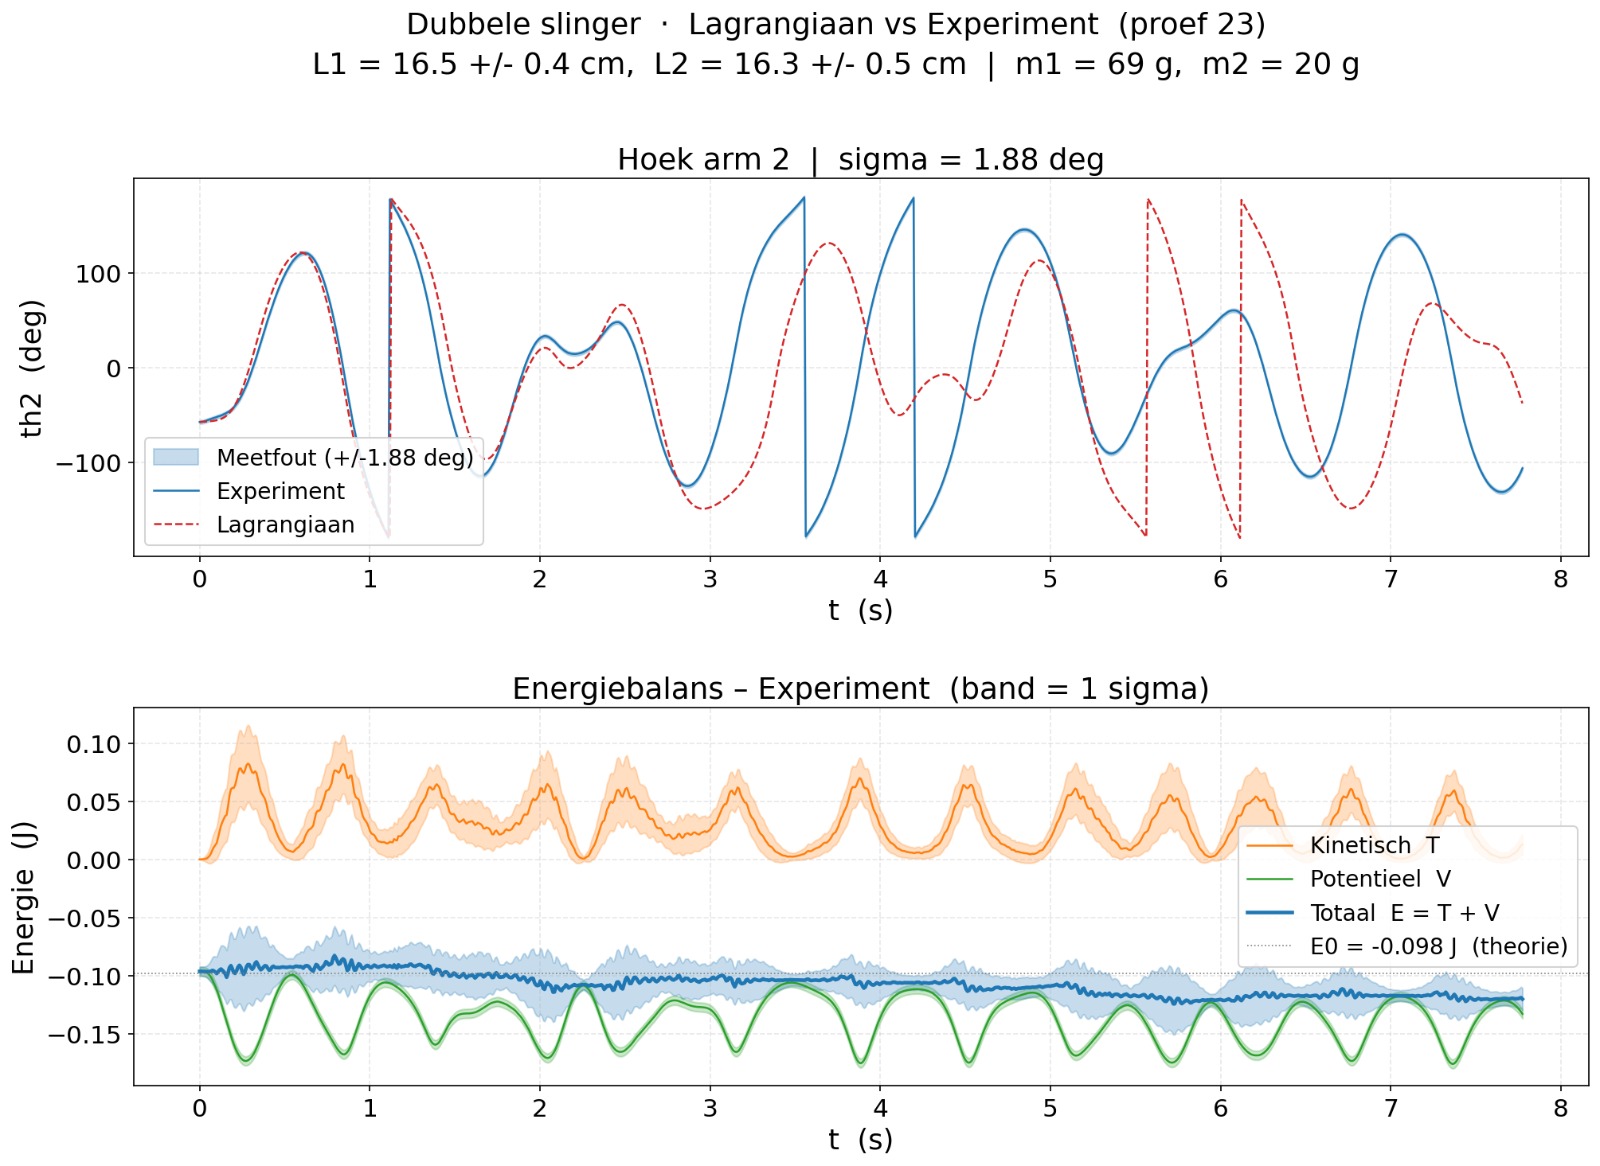 Dubbele slinger · Lagrangiaan vs Experiment (proef 23)
L1 = 16.5 +/- 0.4 cm, L2 = 16.3 +/- 0.5 cm | m1 = 69 g, m2 = 20 g
Hoek arm 2 | sigma = 1.88 deg
th2 (deg)
100
0
−100
Meetfout (+/-1.88 deg)
Experiment
Lagrangiaan
0 1 2 3 4 5 6 7 8
t (s)
Energiebalans – Experiment (band = 1 sigma)
Energie (J)
0.10
0.05
0.00
−0.05
−0.10
−0.15
Kinetisch T
Potentieel V
Totaal E = T + V
E0 = -0.098 J (theorie)
0 1 2 3 4 5 6 7 8
t (s)